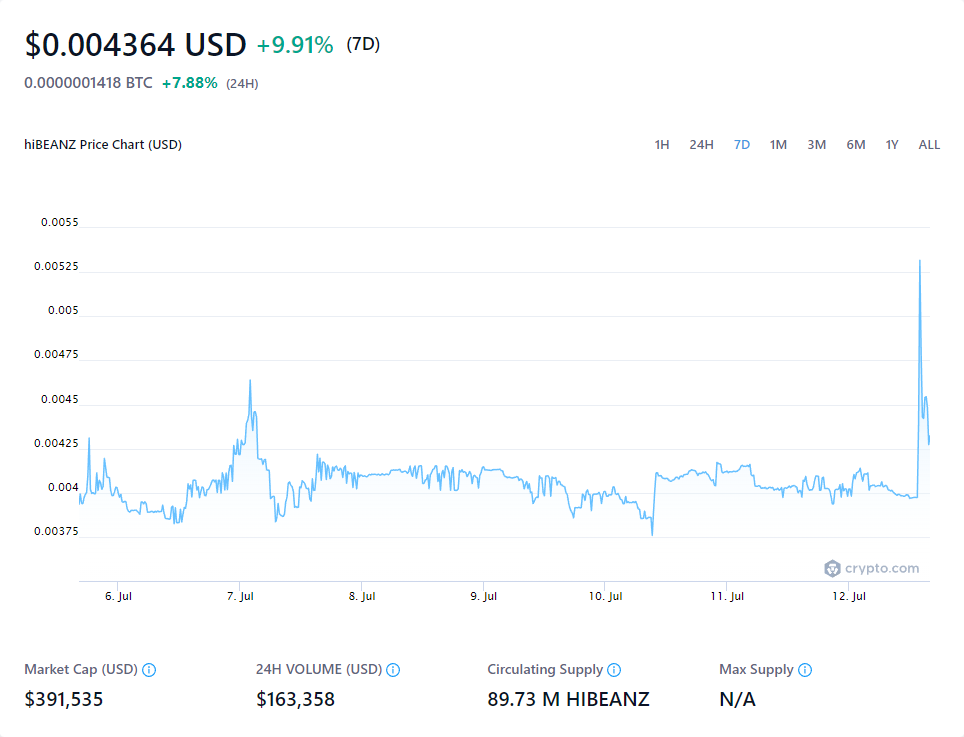 $0.004364 USD +9.91% (7D)
0.0000001418 BTC +7.88% (24H)
hiBEANZ Price Chart (USD) 1H 24H 7D 1M 3M 6M 1Y ALL
0.0055
0.00525
0.005
0.00475
0.0045
0.00425
0.004
0.00375
crypto.com
6. Jul 7. Jul 8. Jul 9. Jul 10. Jul 11. Jul 12. Jul
Market Cap (USD) 24H VOLUME (USD) Circulating Supply Max Supply
$391,535 $163,358 89.73 M HIBEANZ N/A